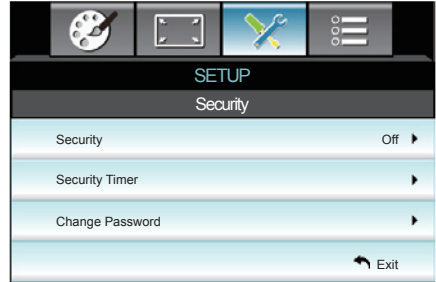 SETUP
Security
Security Off
Security Timer
Change Password
Exit